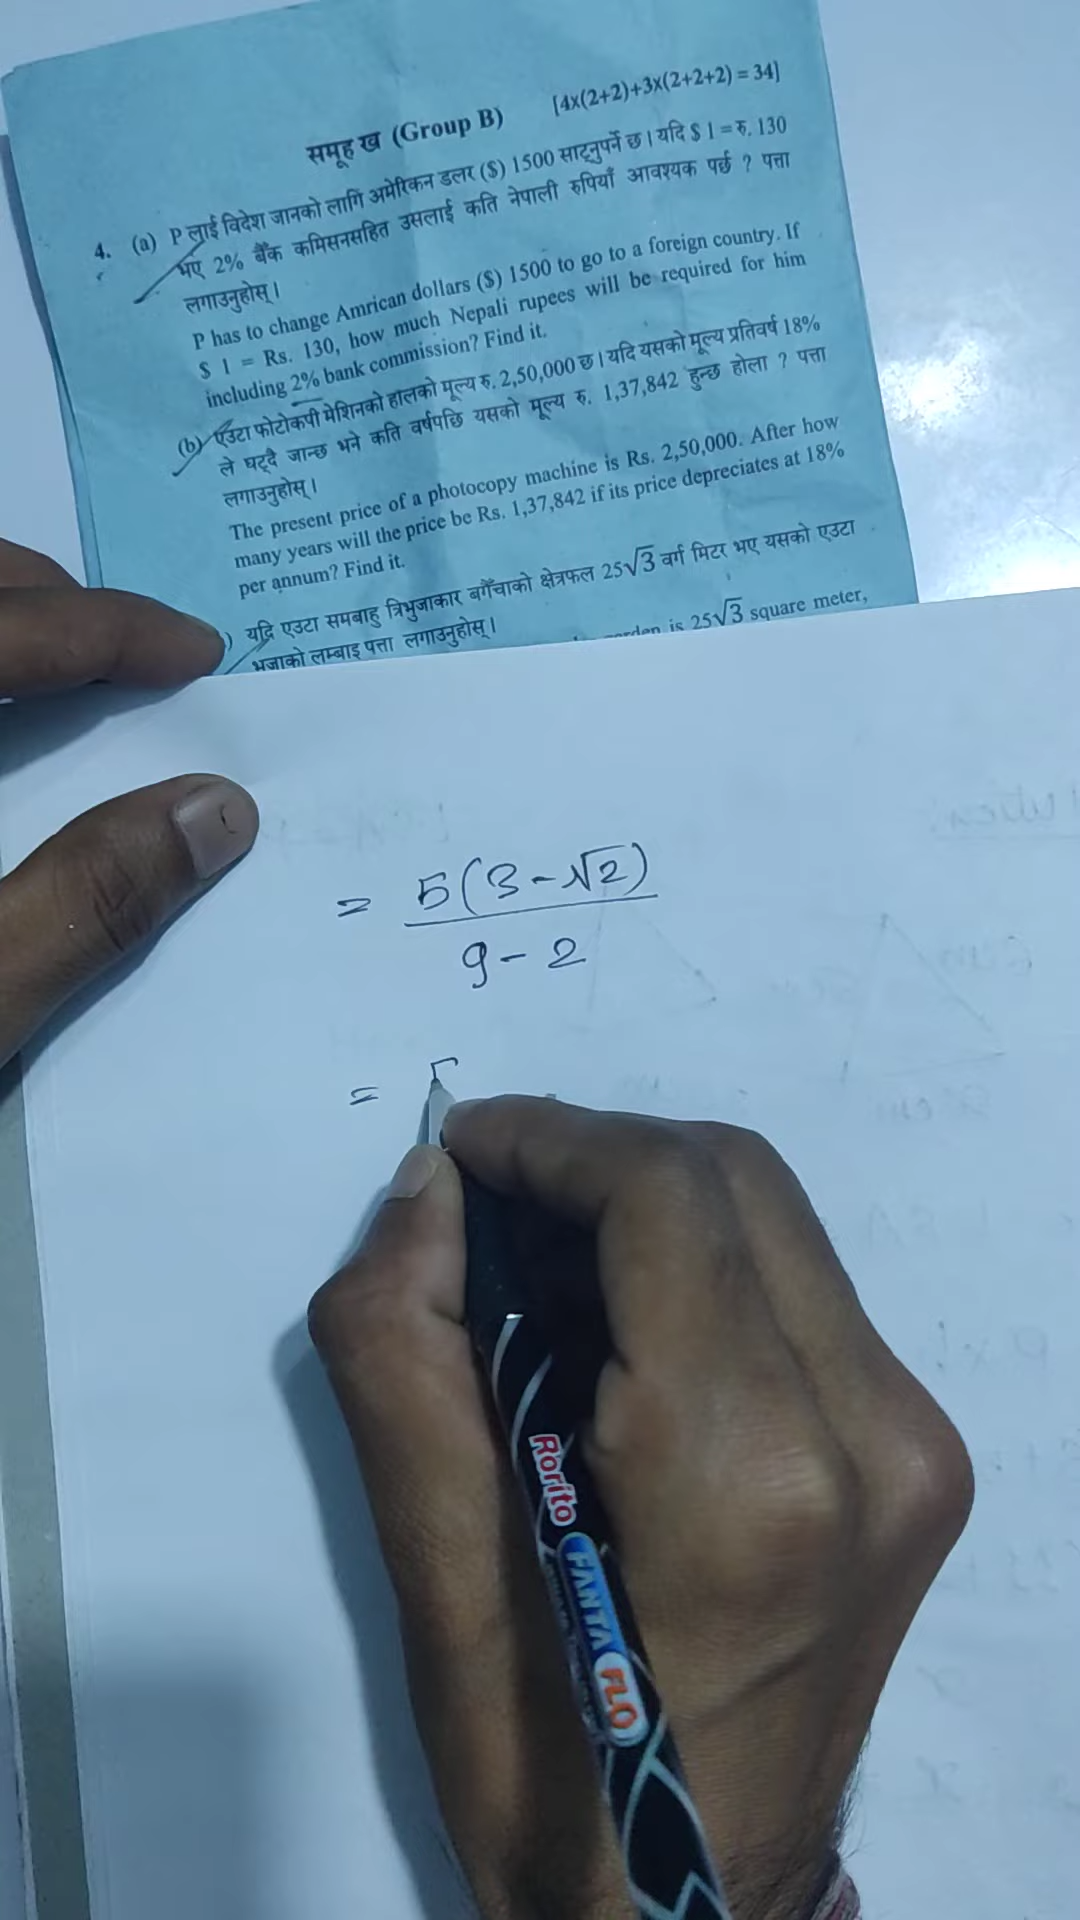 समूह ख (Group B) [4x(2+2)+3x(2+2+2) = 34]
4. (a) P लाई विदेश जानको लागि अमेरिकन डलर ($) 1500 साट्नुपर्ने छ । यदि $ 1 = रु. 130
भए 2% बैंक कमिसनसहित उसलाई कति नेपाली रुपियाँ आवश्यक पर्छ ? पत्ता
लगाउनुहोस् ।
P has to change Amrican dollars ($) 1500 to go to a foreign country. If
$ 1 = Rs. 130, how much Nepali rupees will be required for him
including 2% bank commission? Find it.
(b) एउटा फोटोकपी मेशिनको हालको मूल्य रु. 2,50,000 छ । यदि यसको मूल्य प्रतिवर्ष 18%
ले घट्दै जान्छ भने कति वर्षपछि यसको मूल्य रु. 1,37,842 हुन्छ होला ? पत्ता
लगाउनुहोस् ।
The present price of a photocopy machine is Rs. 2,50,000. After how
many years will the price be Rs. 1,37,842 if its price depreciates at 18%
per annum? Find it.
) यदि एउटा समबाहु त्रिभुजाकार बगैँचाको क्षेत्रफल 25√3 वर्ग मिटर भए यसको एउटा
भुजाको लम्बाइ पत्ता लगाउनुहोस् ।
garden is 25√3 square meter,
= 5(3-√2)
9-2
=
Rorito
FANTA FLO